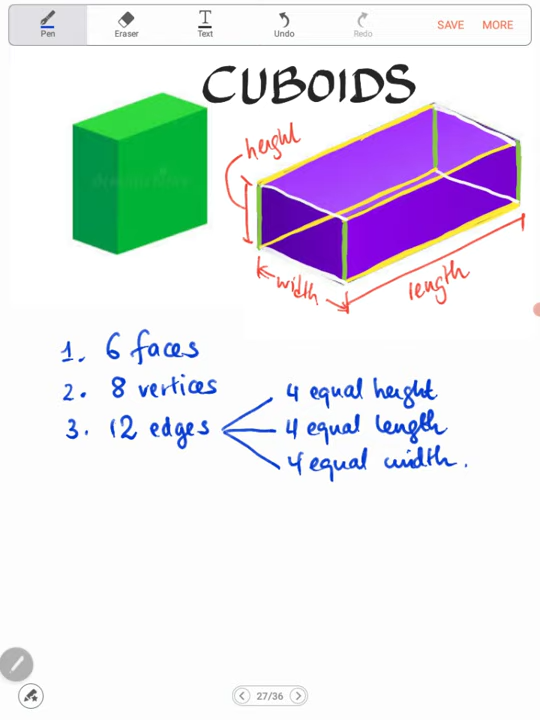 Pen Eraser Text Undo Redo SAVE MORE
CUBOIDS
height
width
length
1. 6 faces
2. 8 vertices
3. 12 edges
4 equal height
4 equal length
4 equal width.
27/36